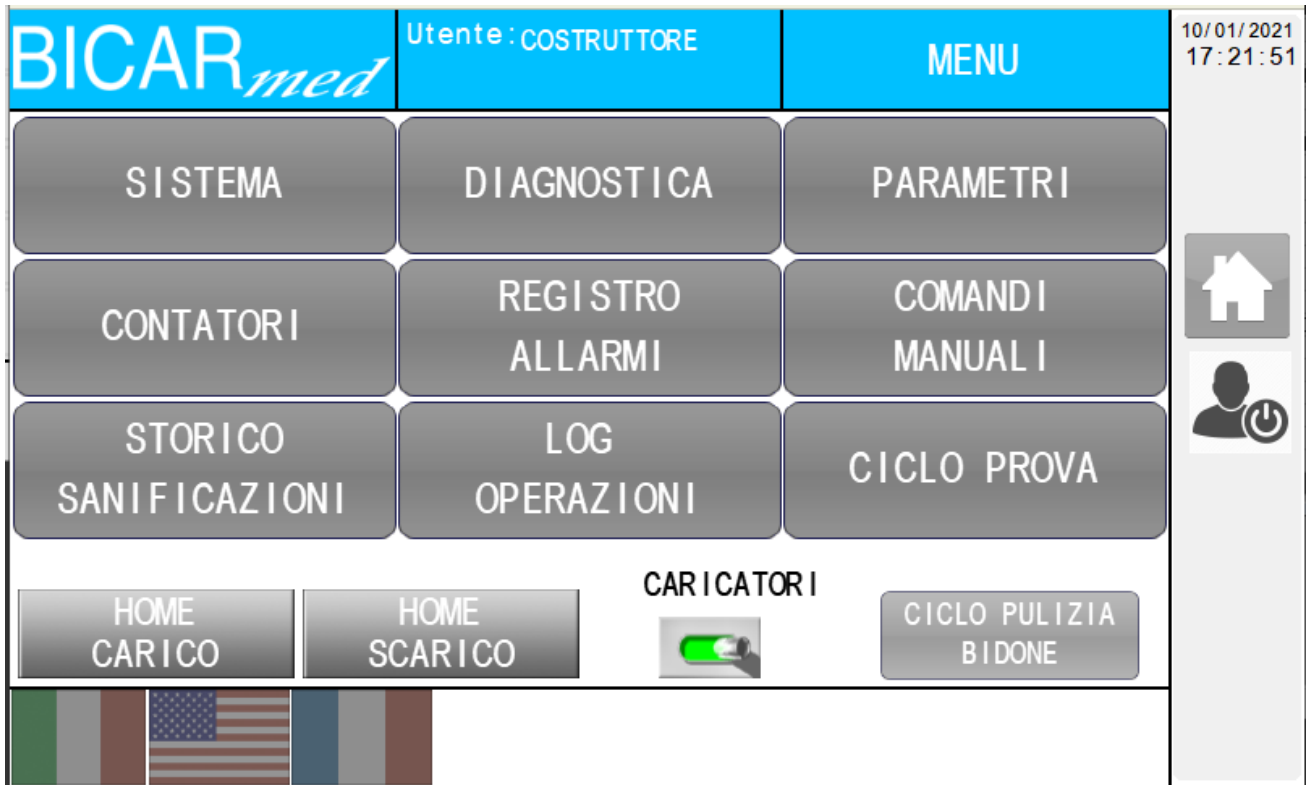 BICARmed
Utente:COSTRUTTORE
MENU
10/01/2021
17:21:51
SISTEMA
DIAGNOSTICA
PARAMETRI
CONTATORI
REGISTRO
ALLARMI
COMANDI
MANUALI
STORICO
SANIFICAZIONI
LOG
OPERAZIONI
CICLO PROVA
HOME
CARICO
HOME
SCARICO
CARICATORI
CICLO PULIZIA
BIDONE